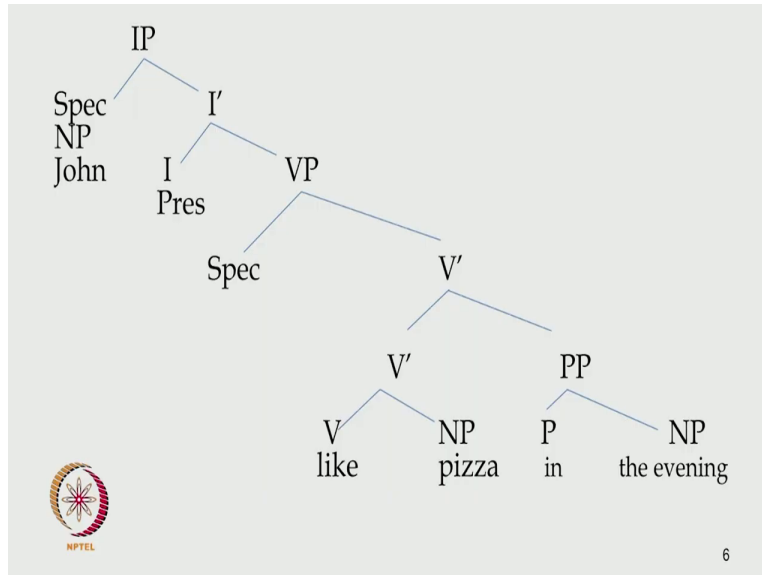 IP
Spec I′
NP
John I VP
Pres
Spec V′
V′ PP
V NP P NP
like pizza in the evening
NPTEL
6